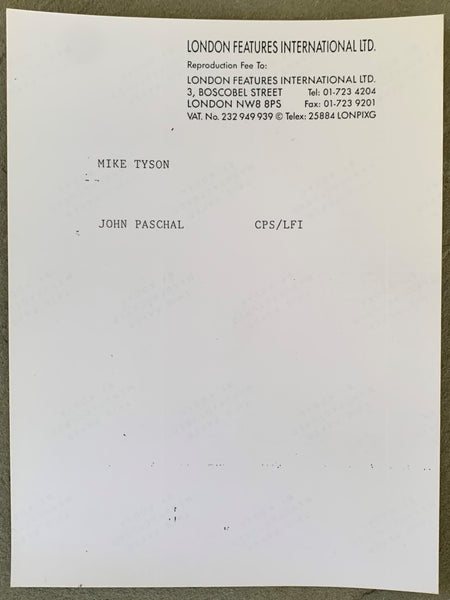 LONDON FEATURES INTERNATIONAL LTD.
Reproduction Fee To:
LONDON FEATURES INTERNATIONAL LTD.
3, BOSCOBEL STREET Tel: 01-723 4204
LONDON NW8 8PS Fax: 01-723 9201
VAT. No. 232 949 939 © Telex: 25884 LONPIXG
MIKE TYSON
JOHN PASCHAL CPS/LFI